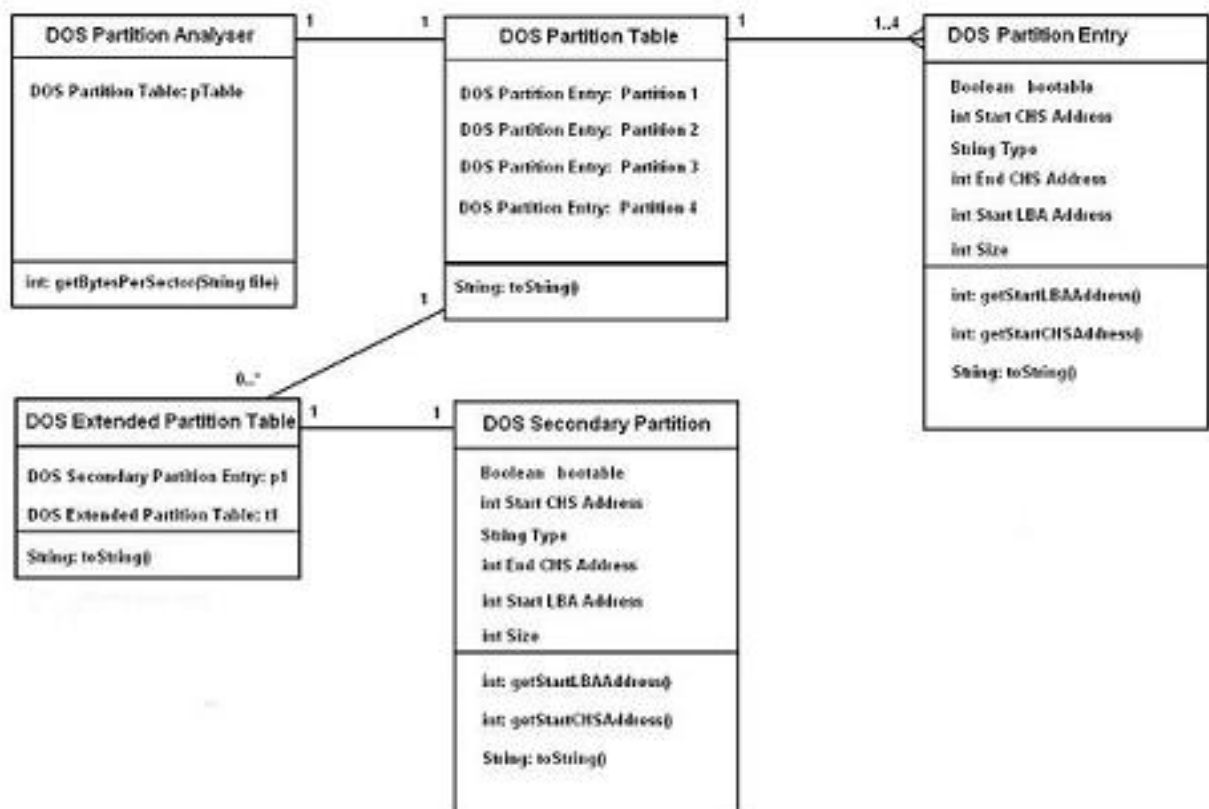 DOS Partition Analyser
DOS Partition Table: pTable
int: getBytesPerSector(String file)
1
1
DOS Partition Table
DOS Partition Entry: Partition 1
DOS Partition Entry: Partition 2
DOS Partition Entry: Partition 3
DOS Partition Entry: Partition 4
String: toString()
1
1..4
DOS Partition Entry
Boolean bootable
int Start CHS Address
String Type
int End CHS Address
int Start LBA Address
int Size
int: getStartLBAAddress()
int: getStartCHSAddress()
String: toString()
1
0..*
DOS Extended Partition Table
DOS Secondary Partition Entry: p1
DOS Extended Partition Table: t1
String: toString()
1
1
DOS Secondary Partition
Boolean bootable
int Start CHS Address
String Type
int End CHS Address
int Start LBA Address
int Size
int: getStartLBAAddress()
int: getStartCHSAddress()
String: toString()